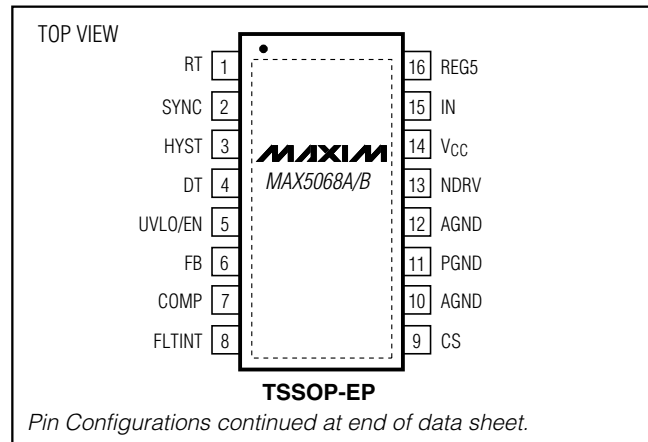 TOP VIEW
RT 1 16 REG5
SYNC 2 15 IN
HYST 3 14 VCC
MAXIM
DT 4 MAX5068A/B 13 NDRV
UVLO/EN 5 12 AGND
FB 6 11 PGND
COMP 7 10 AGND
FLTINT 8 9 CS
TSSOP-EP
Pin Configurations continued at end of data sheet.